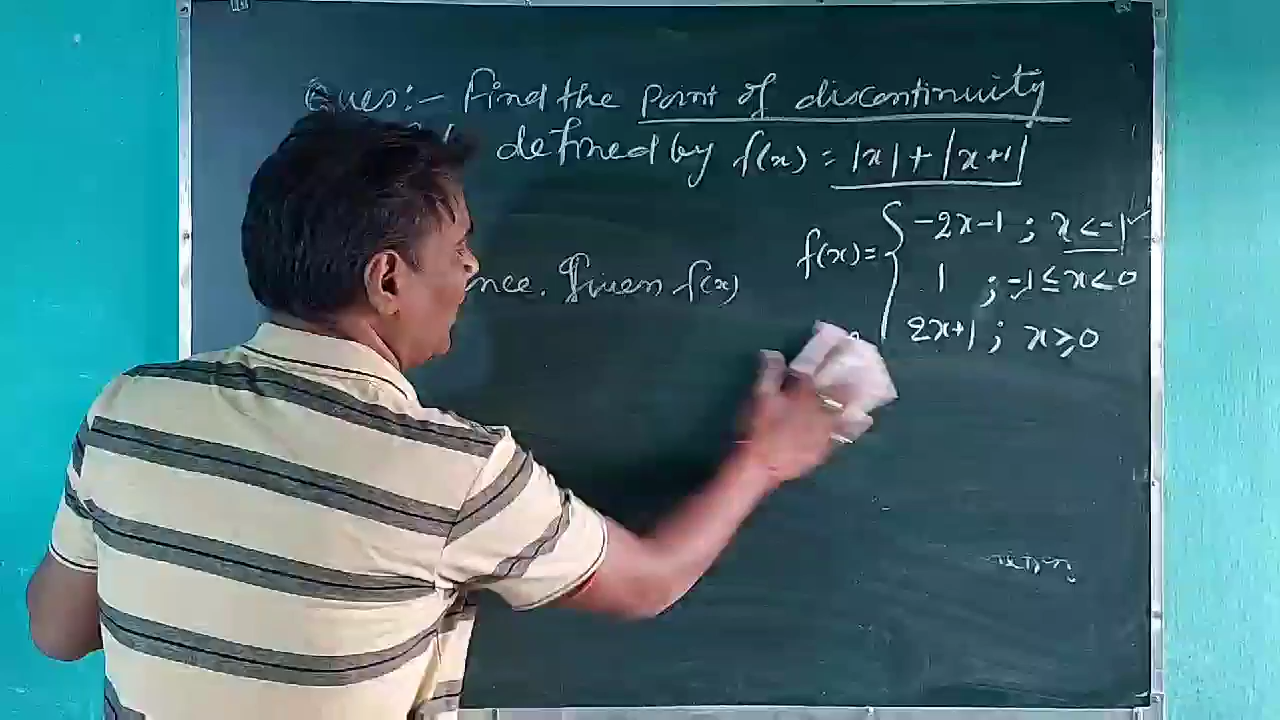 Ques:- Find the point of discontinuity
defined by f(x) = |x| + |x+1|
f(x) = { -2x-1 ; x < -1 ✓
nce. Given f(x)
1 ; -1 ≤ x < 0
2x+1 ; x ≥ 0